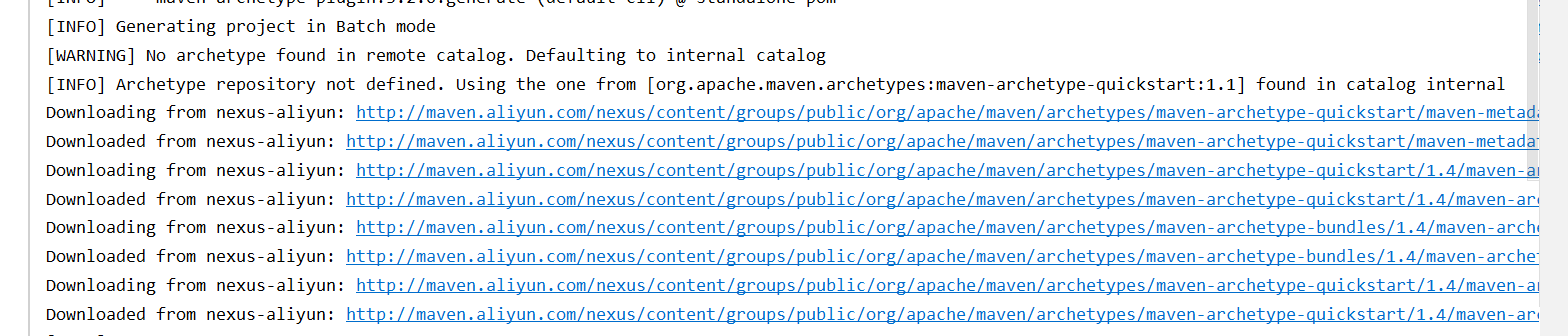 [INFO] maven-archetype-plugin:3.2.0:generate (default-cli) @ standalone-pom
[INFO] Generating project in Batch mode
[WARNING] No archetype found in remote catalog. Defaulting to internal catalog
[INFO] Archetype repository not defined. Using the one from [org.apache.maven.archetypes:maven-archetype-quickstart:1.1] found in catalog internal
Downloading from nexus-aliyun: http://maven.aliyun.com/nexus/content/groups/public/org/apache/maven/archetypes/maven-archetype-quickstart/maven-metad
Downloaded from nexus-aliyun: http://maven.aliyun.com/nexus/content/groups/public/org/apache/maven/archetypes/maven-archetype-quickstart/maven-metada
Downloading from nexus-aliyun: http://maven.aliyun.com/nexus/content/groups/public/org/apache/maven/archetypes/maven-archetype-quickstart/1.4/maven-a
Downloaded from nexus-aliyun: http://maven.aliyun.com/nexus/content/groups/public/org/apache/maven/archetypes/maven-archetype-quickstart/1.4/maven-arc
Downloading from nexus-aliyun: http://maven.aliyun.com/nexus/content/groups/public/org/apache/maven/archetypes/maven-archetype-bundles/1.4/maven-arche
Downloaded from nexus-aliyun: http://maven.aliyun.com/nexus/content/groups/public/org/apache/maven/archetypes/maven-archetype-bundles/1.4/maven-archet
Downloading from nexus-aliyun: http://maven.aliyun.com/nexus/content/groups/public/org/apache/maven/archetypes/maven-archetype-quickstart/1.4/maven-a
Downloaded from nexus-aliyun: http://maven.aliyun.com/nexus/content/groups/public/org/apache/maven/archetypes/maven-archetype-quickstart/1.4/maven-arc